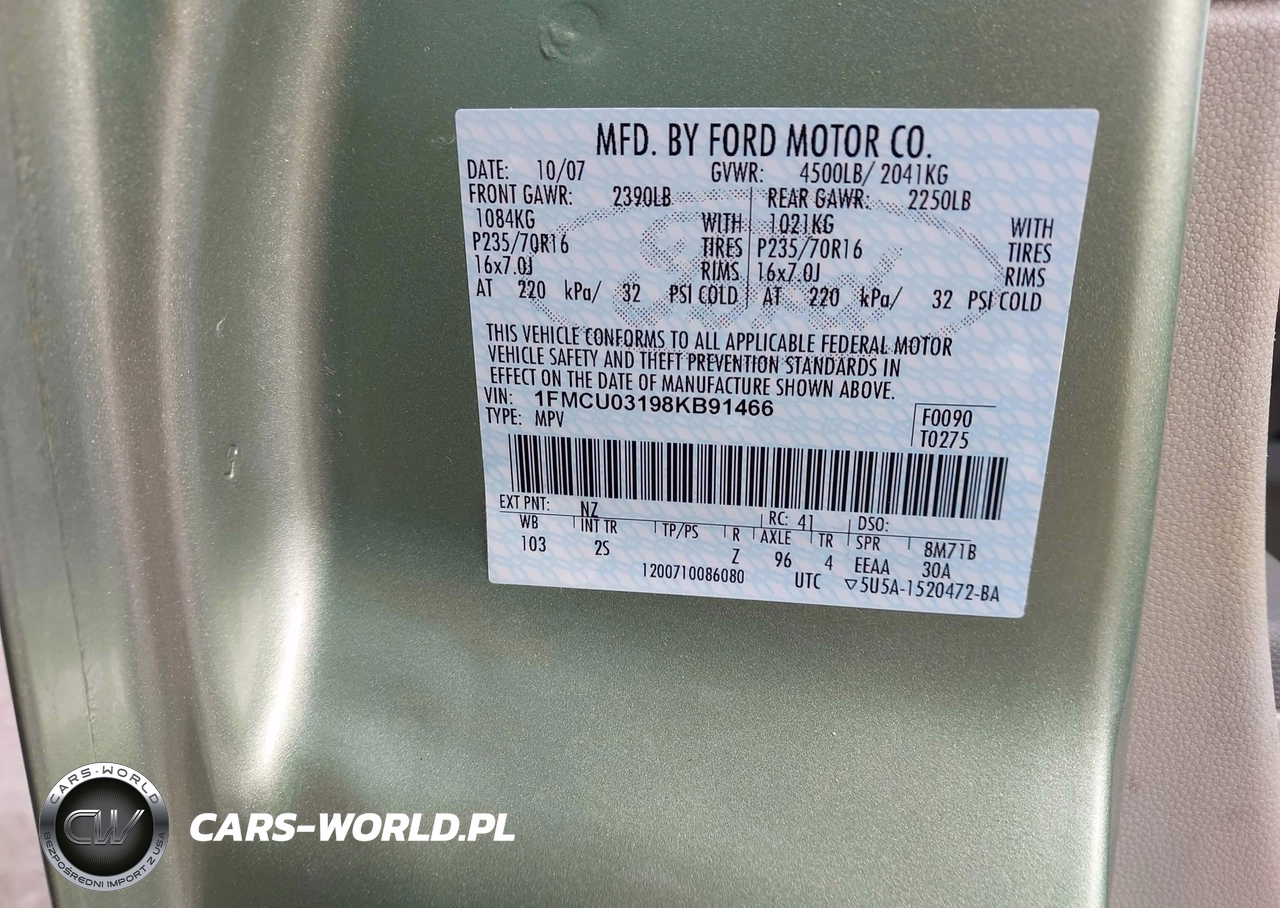 MFD. BY FORD MOTOR CO.
DATE: 10/07 GVWR: 4500LB/ 2041KG
FRONT GAWR: 2390LB REAR GAWR: 2250LB
1084KG WITH 1021KG WITH
P235/70R16 TIRES P235/70R16 TIRES
16x7.0J RIMS 16x7.0J RIMS
AT 220 kPa/ 32 PSI COLD AT 220 kPa/ 32 PSI COLD
THIS VEHICLE CONFORMS TO ALL APPLICABLE FEDERAL MOTOR
VEHICLE SAFETY AND THEFT PREVENTION STANDARDS IN
EFFECT ON THE DATE OF MANUFACTURE SHOWN ABOVE.
VIN: 1FMCU03198KB91466
TYPE: MPV
F0090
T0275
EXT PNT: NZ RC: 41 DSO:
WB INT TR TP/PS R AXLE TR SPR 8M71B
103 2S Z 96 4 EEAA 30A
1200710086080 UTC ▽5U5A-1520472-BA
CARS-WORLD
CW
BEZPOŚREDNI IMPORT Z USA
CARS-WORLD.PL